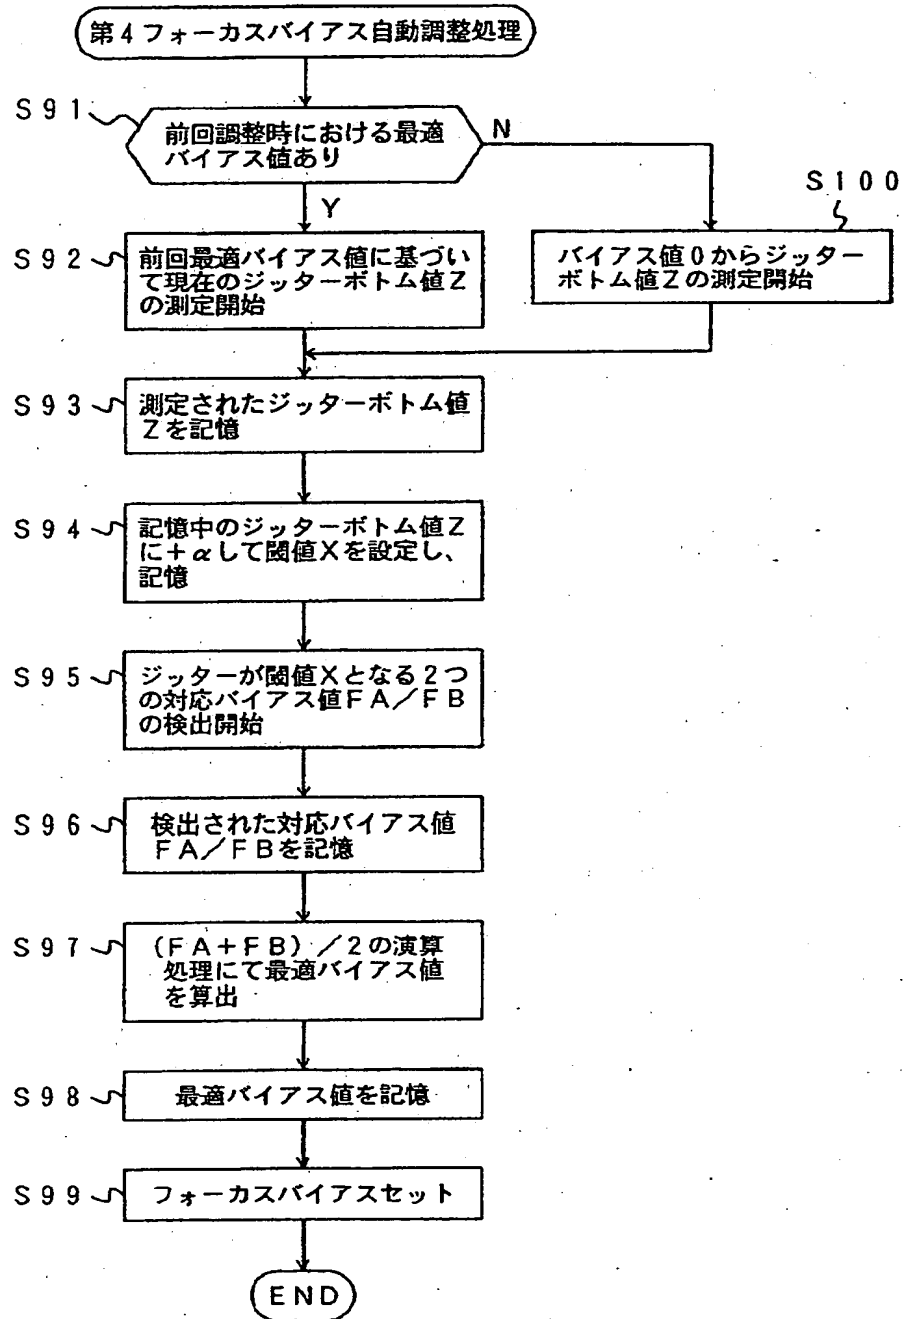 第4フォーカスバイアス自動調整処理
S91
前回調整時における最適
バイアス値あり
N
Y
S100
バイアス値0からジッター
ボトム値Zの測定開始
S92
前回最適バイアス値に基づい
て現在のジッターボトム値Z
の測定開始
S93
測定されたジッターボトム値
Zを記憶
S94
記憶中のジッターボトム値Z
に+αして閾値Xを設定し、
記憶
S95
ジッターが閾値Xとなる2つ
の対応バイアス値FA/FB
の検出開始
S96
検出された対応バイアス値
FA/FBを記憶
S97
(FA+FB)/2の演算
処理にて最適バイアス値
を算出
S98
最適バイアス値を記憶
S99
フォーカスバイアスセット
END